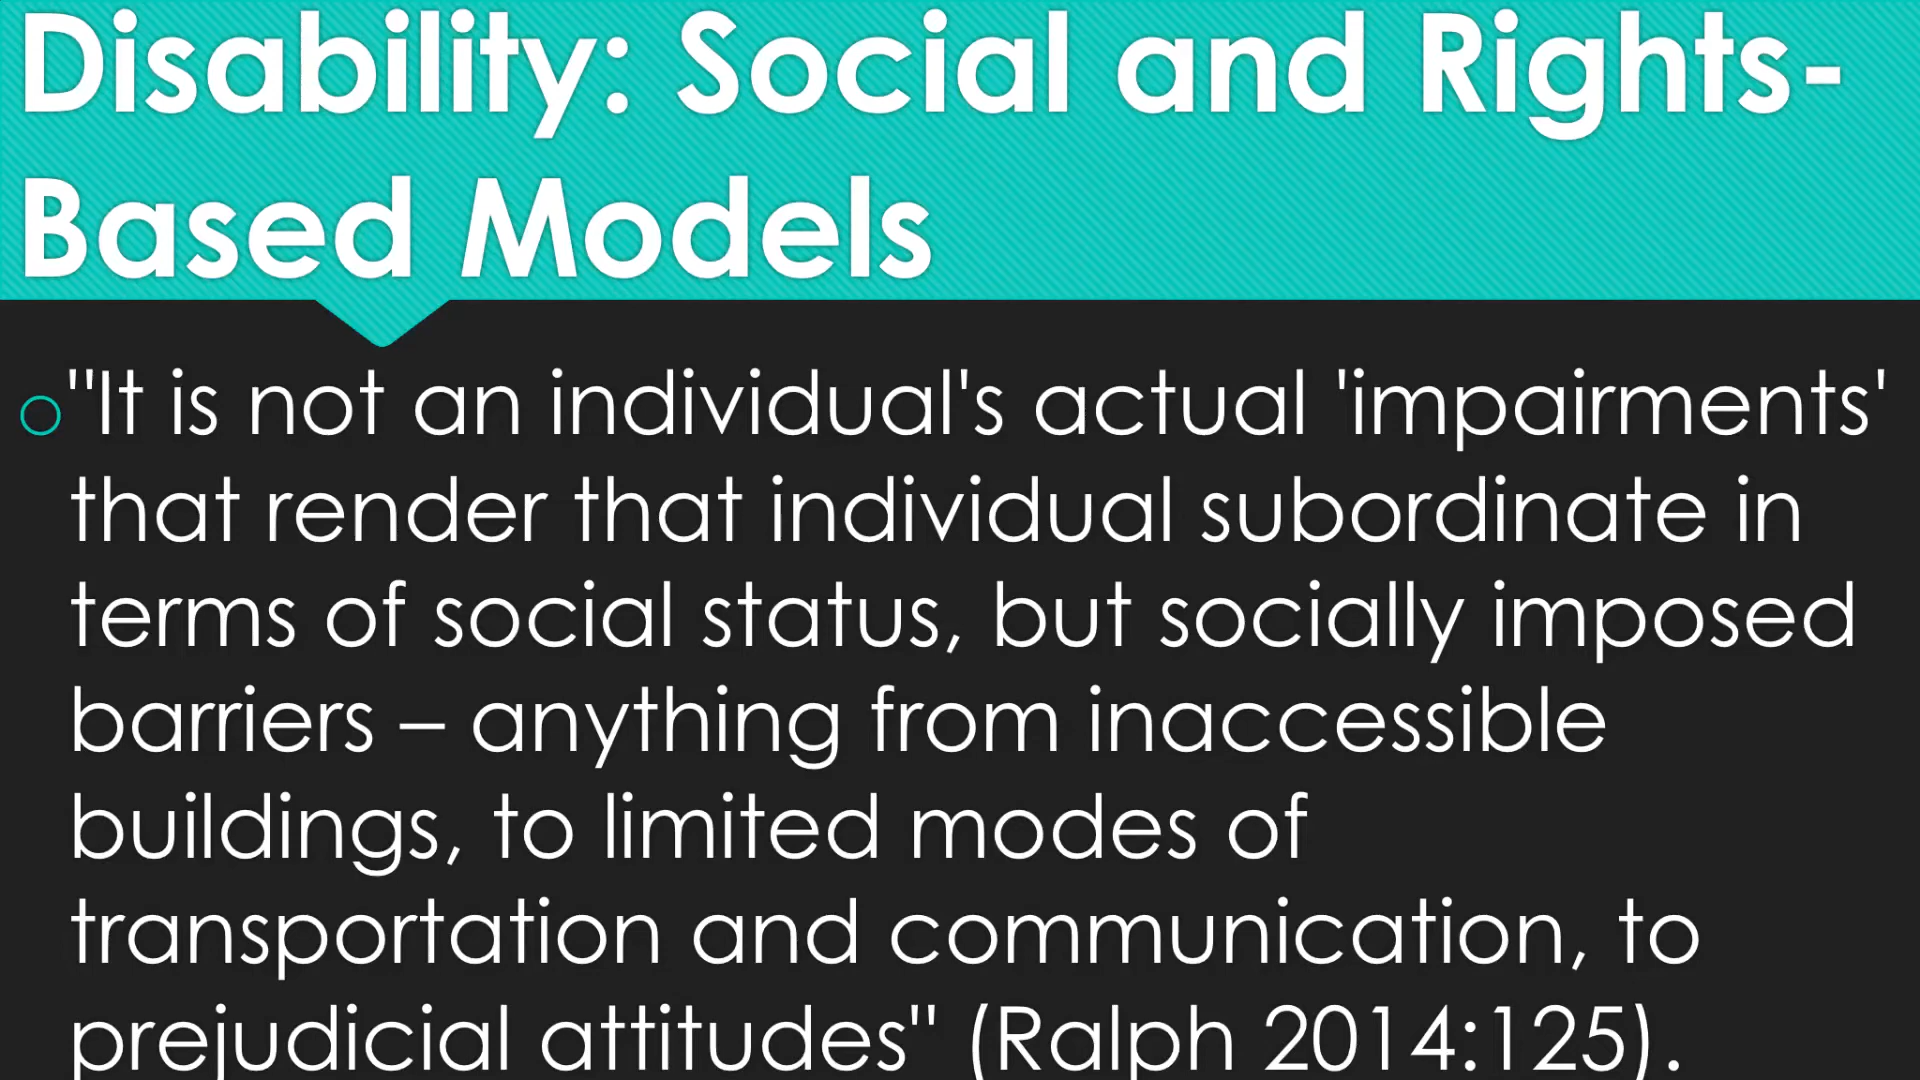 Disability: Social and Rights-
Based Models
"It is not an individual's actual 'impairments'
that render that individual subordinate in
terms of social status, but socially imposed
barriers – anything from inaccessible
buildings, to limited modes of
transportation and communication, to
prejudicial attitudes" (Ralph 2014:125).